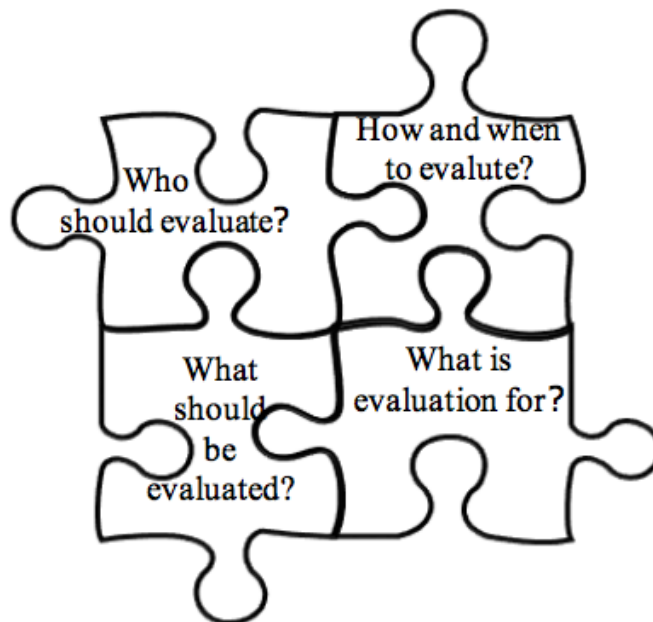 Who
should evaluate?
How and when
to evalute?
What
should
be
evaluated?
What is
evaluation for?